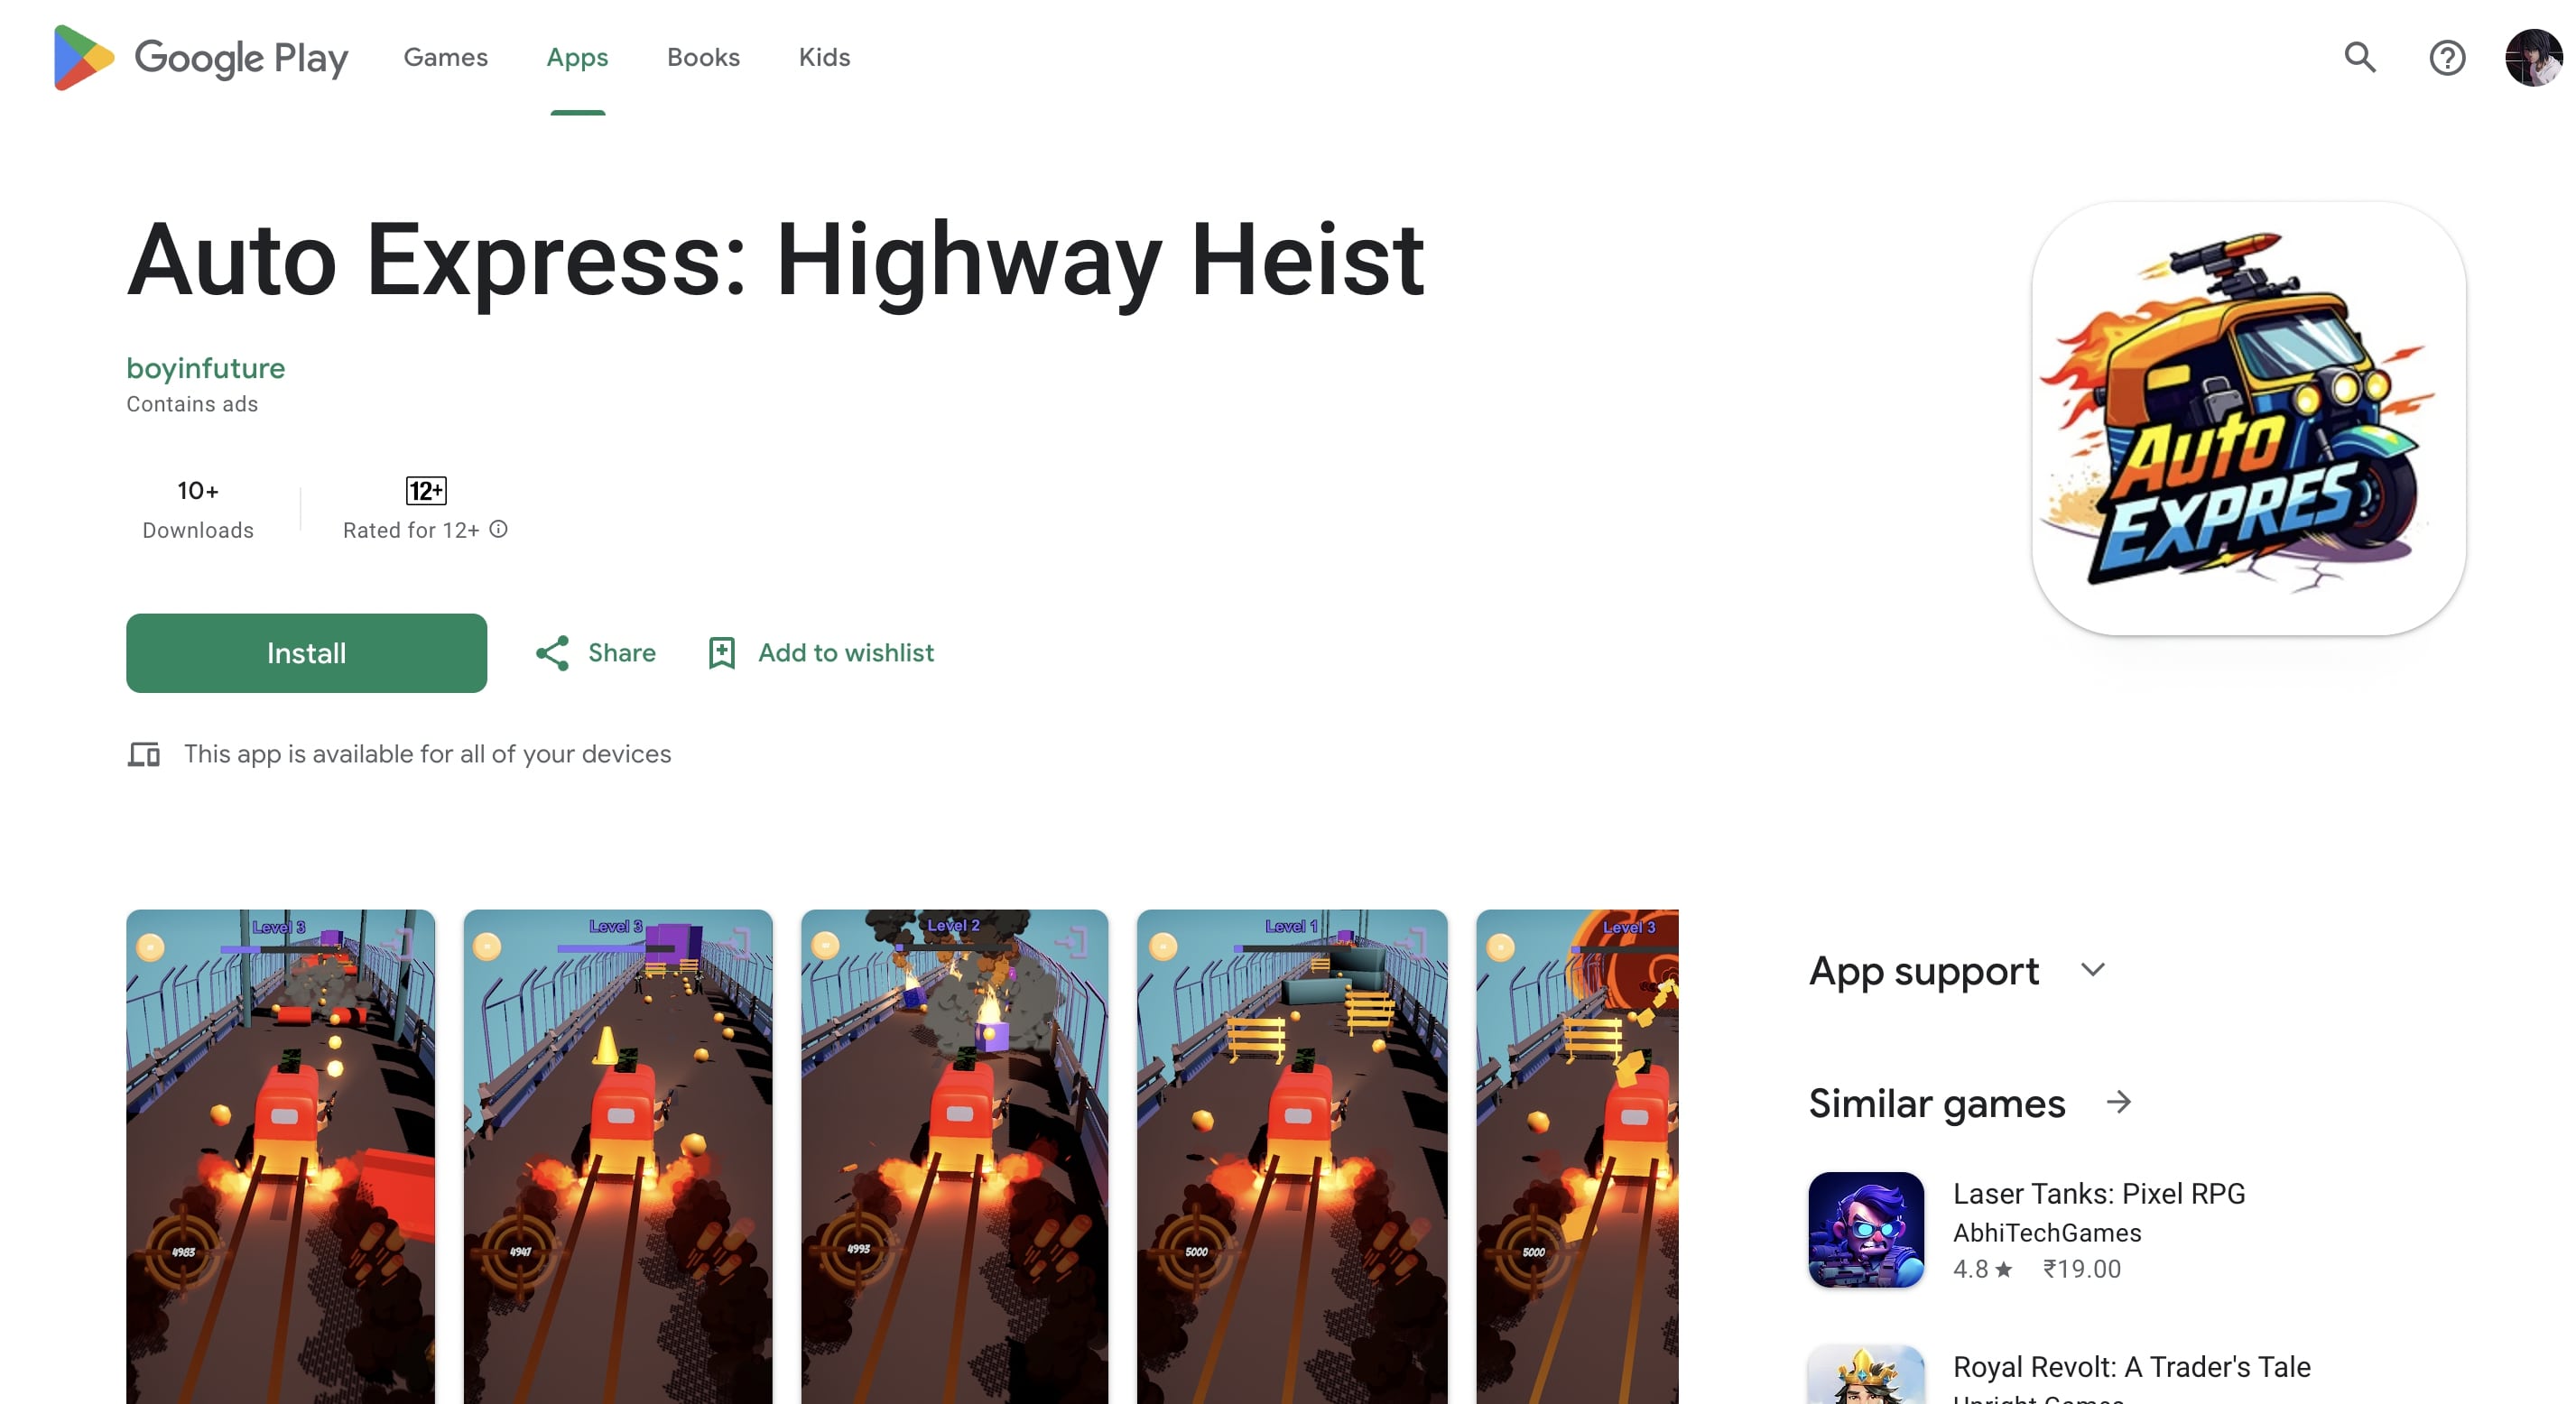 Google Play
Games
Apps
Books
Kids
Auto Express: Highway Heist
boyinfuture
Contains ads
10+
Downloads
12+
Rated for 12+
Install
Share
Add to wishlist
This app is available for all of your devices
Auto
EXPRES
Level 3
4983
Level 3
4947
Level 2
4993
Level 1
5000
Level 3
5000
App support
Similar games
Laser Tanks: Pixel RPG
AbhiTechGames
4.8 ★ ₹19.00
Royal Revolt: A Trader's Tale
Upright Games